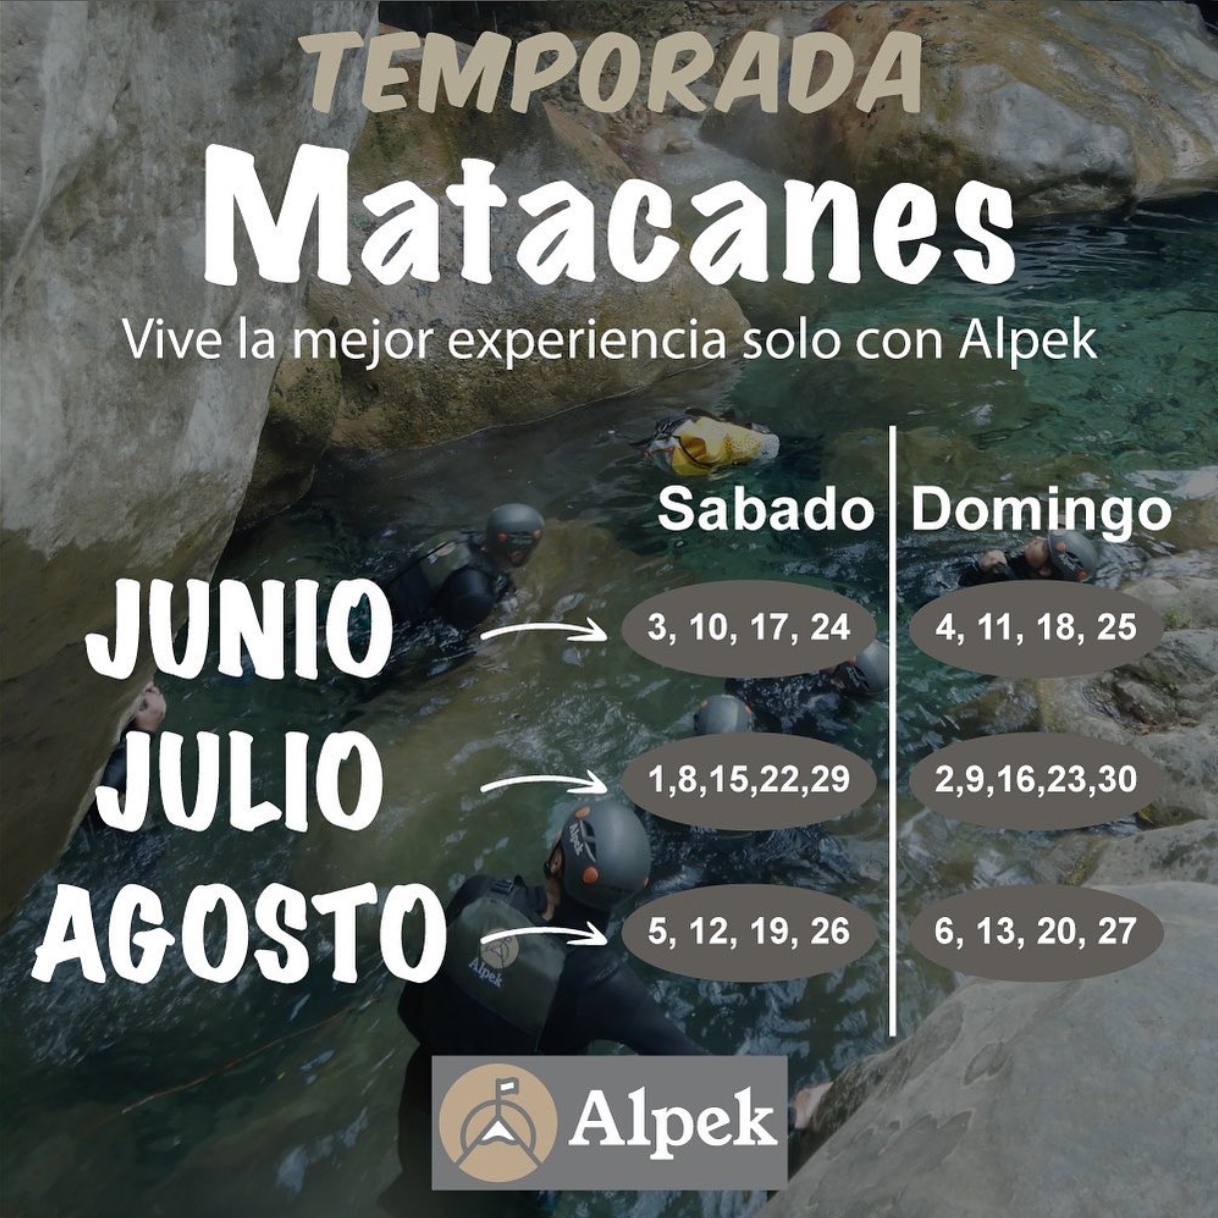 TEMPORADA
Matacanes
Vive la mejor experiencia solo con Alpek
Sabado Domingo
JUNIO 3, 10, 17, 24 4, 11, 18, 25
JULIO 1,8,15,22,29 2,9,16,23,30
AGOSTO 5, 12, 19, 26 6, 13, 20, 27
Alpek
Alpek
Alpek